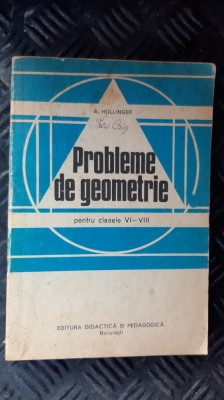 A. HOLLINGER
Probleme
de geometrie
pentru clasele VI-VIII
EDITURA DIDACTICĂ ȘI PEDAGOGICĂ
București